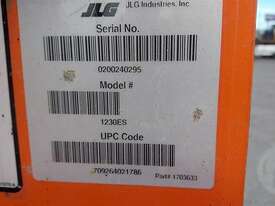 JLG JLG Industries, Inc
Serial No.
0200240295
Model #
1230ES
UPC Code
709264021786
Part# 1703633